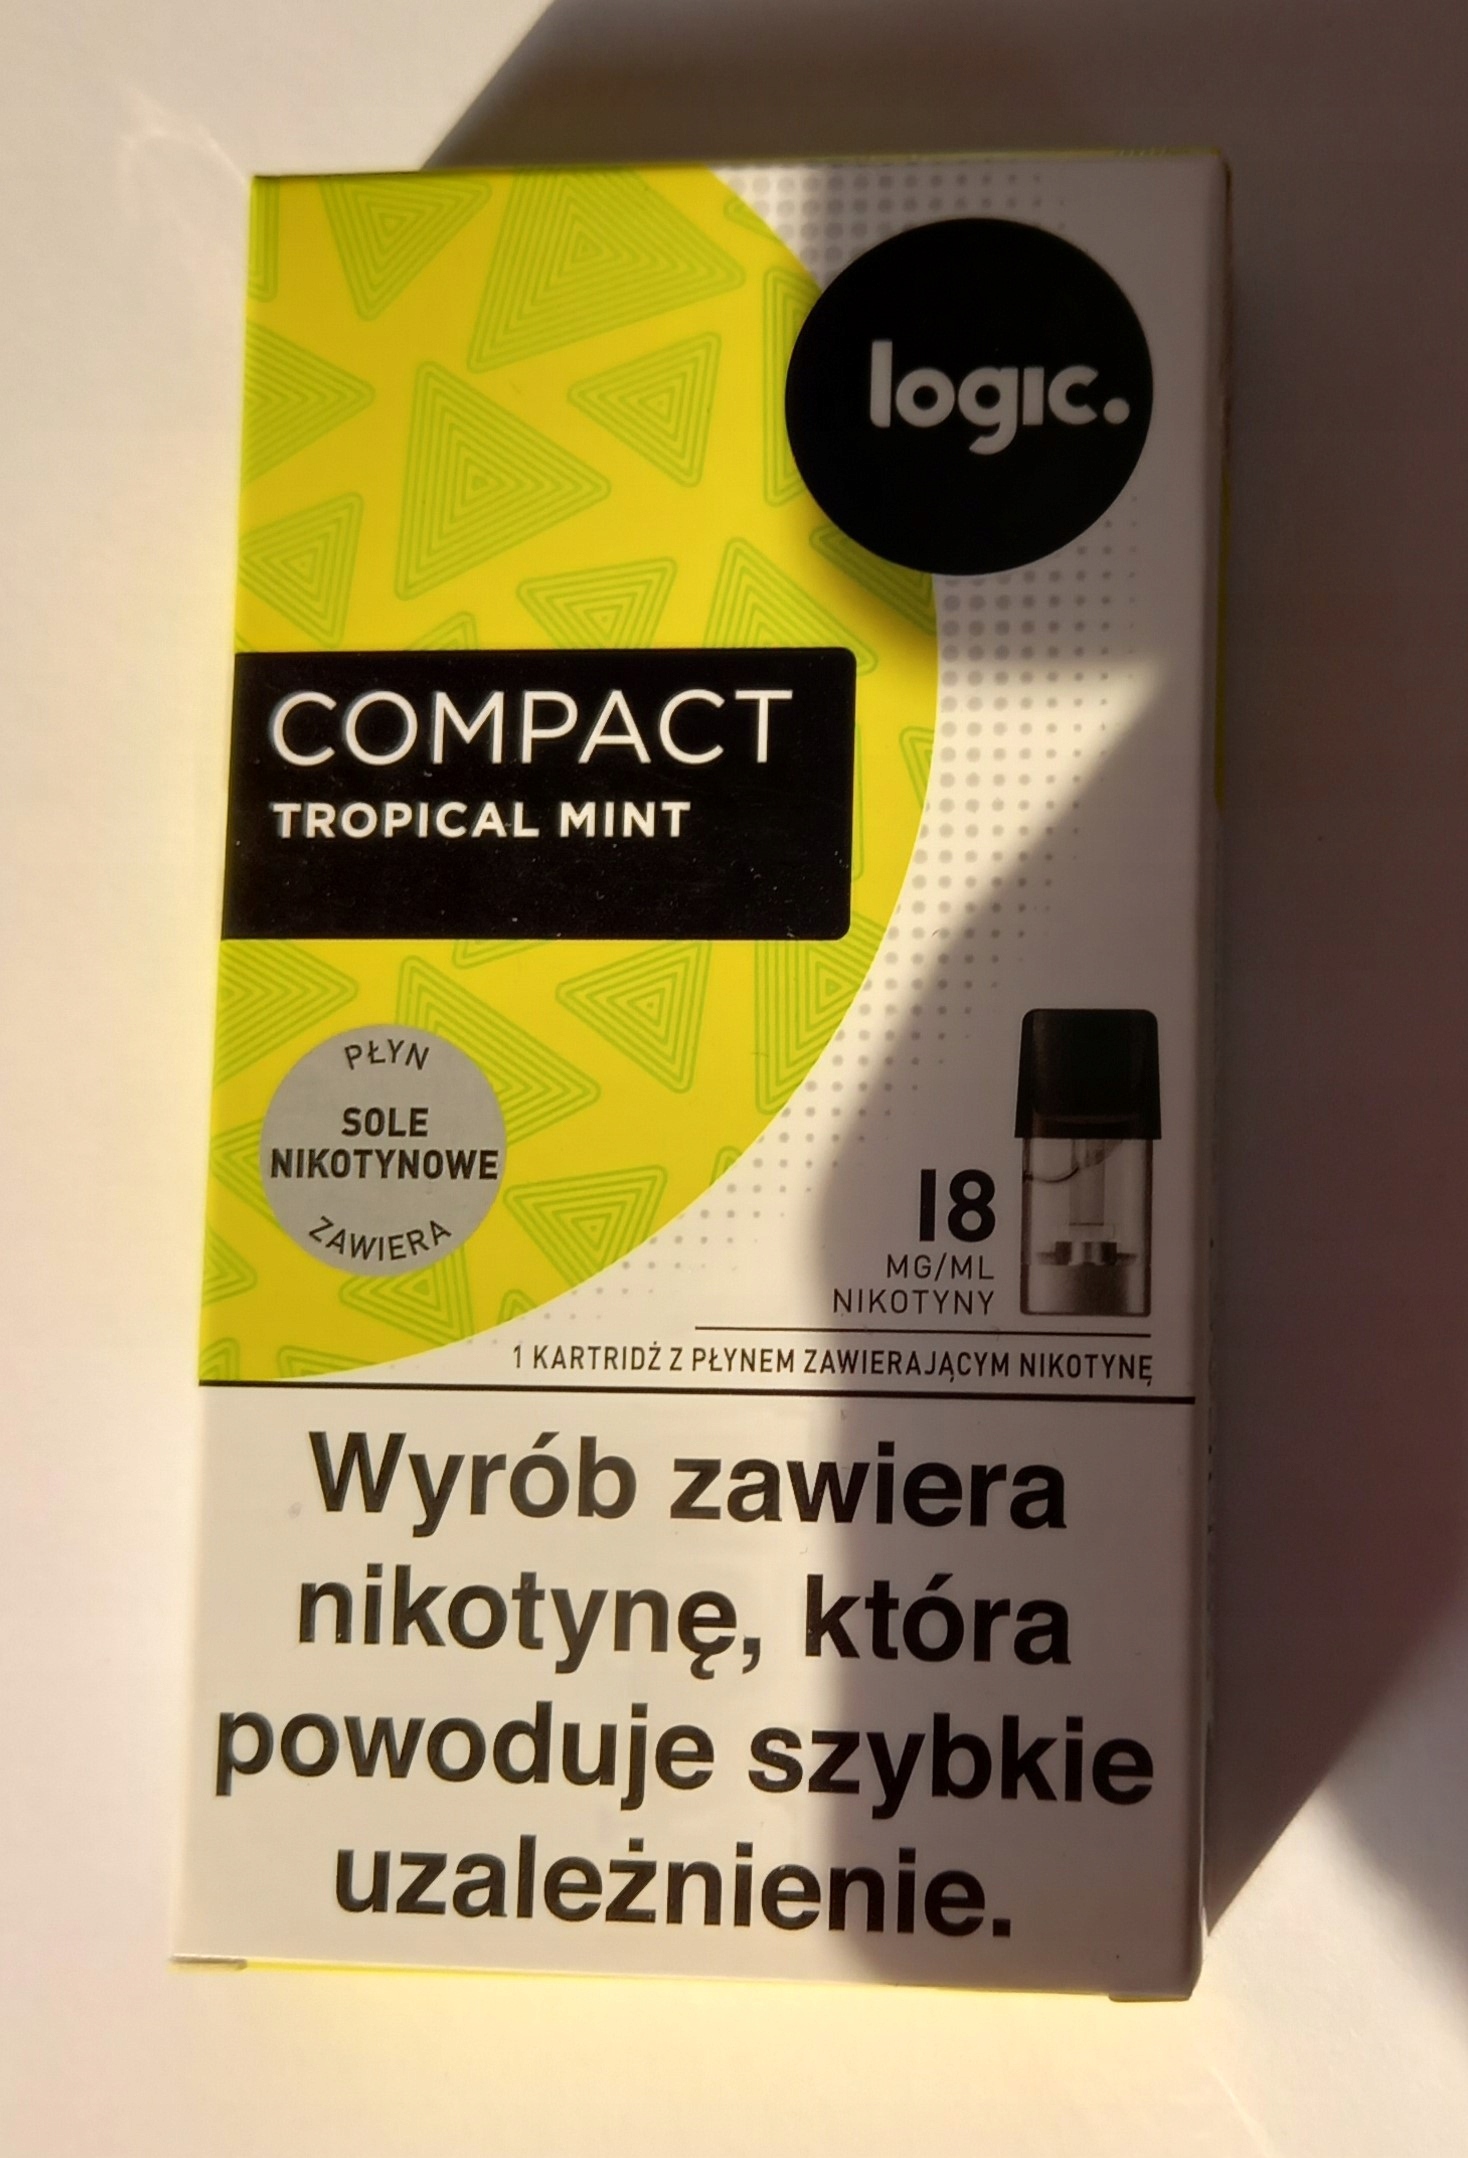 logic.
COMPACT
TROPICAL MINT
PŁYN
SOLE
NIKOTYNOWE
ZAWIERA
18
MG/ML
NIKOTYNY
1 KARTRIDŻ Z PŁYNEM ZAWIERAJĄCYM NIKOTYNĘ
Wyrób zawiera
nikotynę, która
powoduje szybkie
uzależnienie.